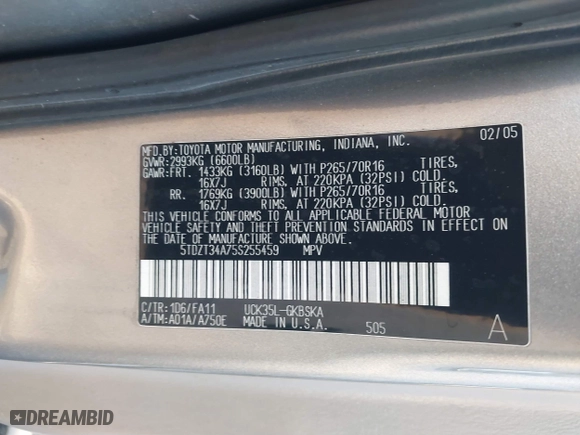 MFD.BY:TOYOTA MOTOR MANUFACTURING, INDIANA, INC. 02/05
GVWR:2993KG (6600LB)
GAWR:FRT. 1433KG (3160LB) WITH P265/70R16 TIRES,
16X7J RIMS, AT 220KPA (32PSI) COLD.
RR. 1769KG (3900LB) WITH P265/70R16 TIRES,
16X7J RIMS, AT 220KPA (32PSI) COLD.
THIS VEHICLE CONFORMS TO ALL APPLICABLE FEDERAL MOTOR
VEHICLE SAFETY AND THEFT PREVENTION STANDARDS IN EFFECT ON
THE DATE OF MANUFACTURE SHOWN ABOVE.
5TDZT34A75S255459 MPV
C/TR:1D6/FA11 UCK35L-GKBSKA
A/TM:A01A/A750E MADE IN U.S.A. 505 A
DREAMBID